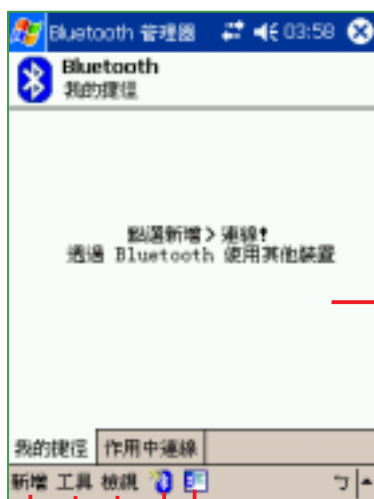 Bluetooth 管理器 03:58
Bluetooth
我的捷徑
點選新增 > 連線!
透過 Bluetooth 使用其他裝置
我的捷徑 作用中連線
新增 工具 檢視 ㄅ